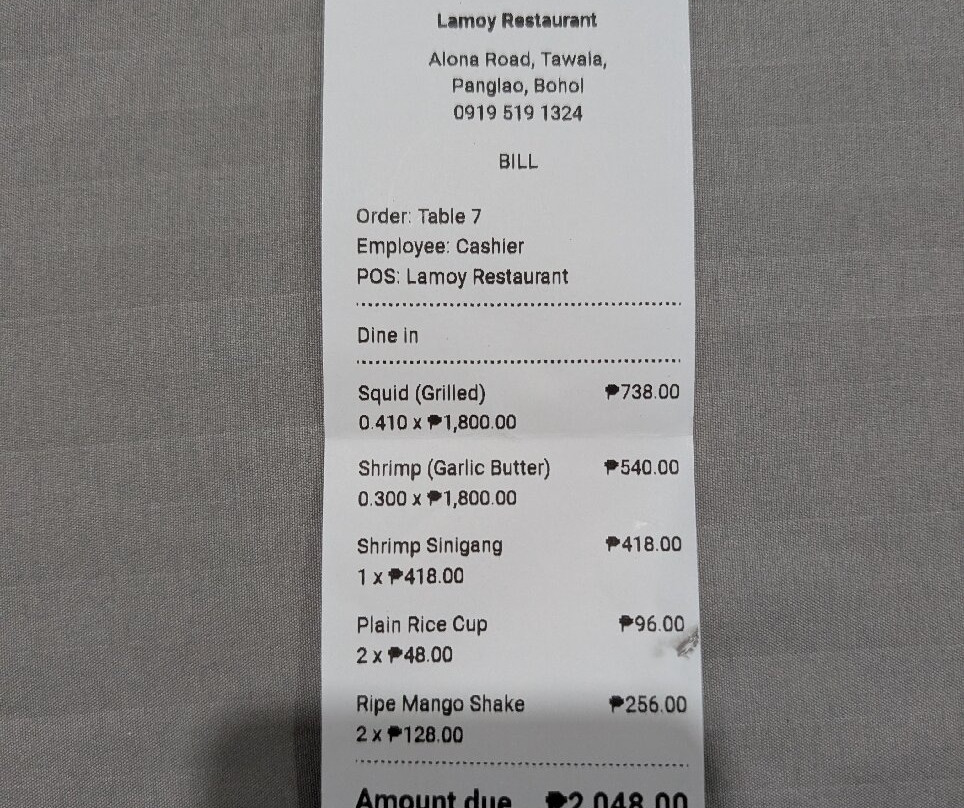 Lamoy Restaurant
Alona Road, Tawala,
Panglao, Bohol
0919 519 1324
BILL
Order: Table 7
Employee: Cashier
POS: Lamoy Restaurant
Dine in
Squid (Grilled) ₱738.00
0.410 x ₱1,800.00
Shrimp (Garlic Butter) ₱540.00
0.300 x ₱1,800.00
Shrimp Sinigang ₱418.00
1 x ₱418.00
Plain Rice Cup ₱96.00
2 x ₱48.00
Ripe Mango Shake ₱256.00
2 x ₱128.00
Amount due ₱2,048.00